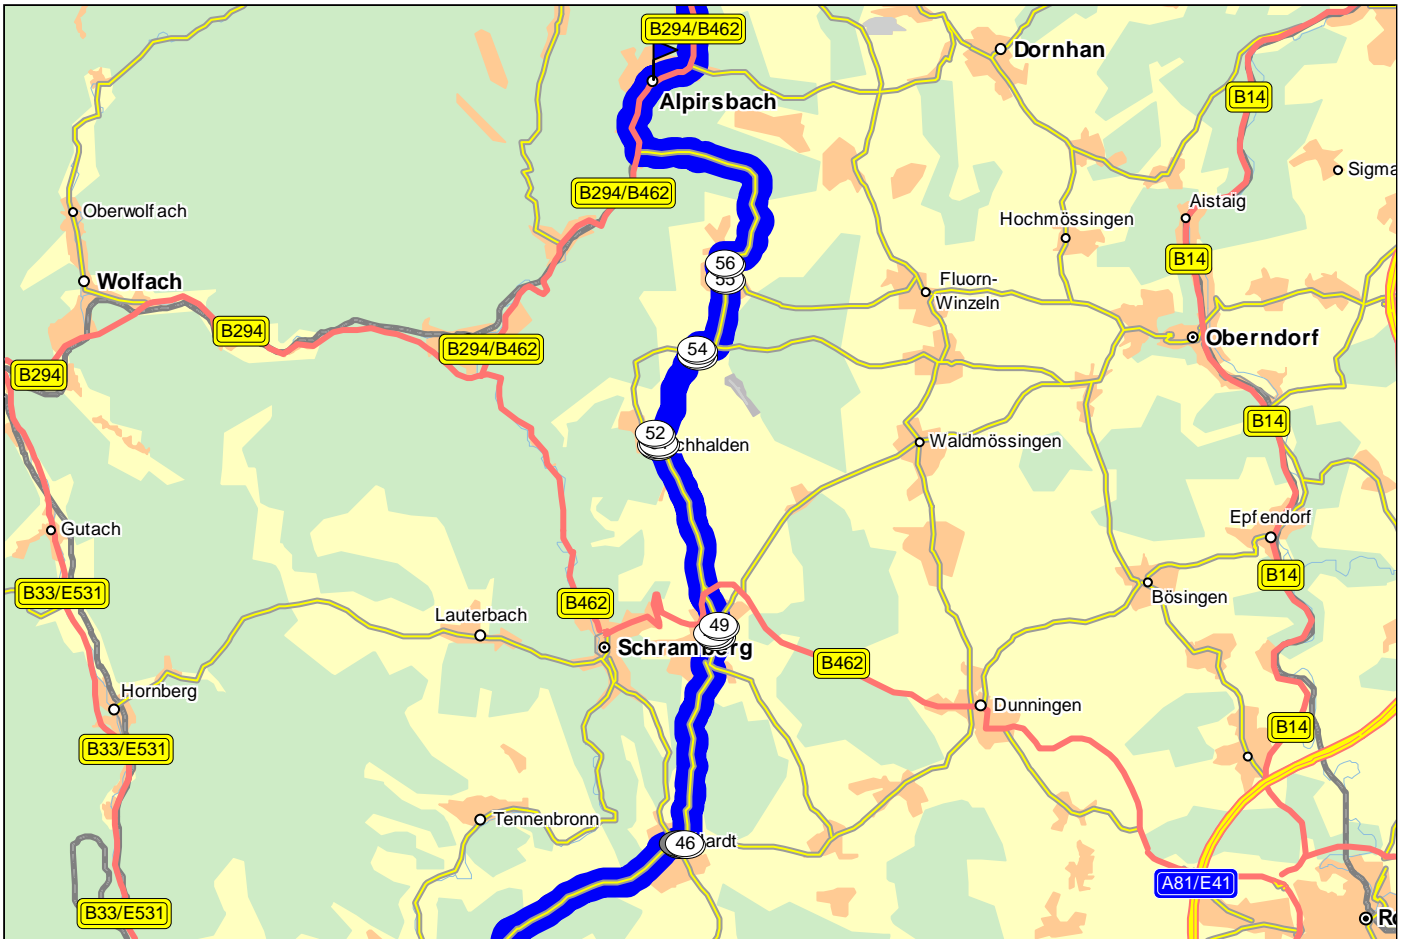 B294/B462
Dornhan
Alpirsbach
B14
Sigma
B294/B462
Aistaig
Oberwolfach
Hochmössingen
B14
Wolfach
56
55
Fluorn-
Winzeln
B294
B294/B462
54
Oberndorf
B294
B14
52
chhalden
Waldmössingen
Gutach
Epfendorf
B33/E531
B14
Bösingen
B462
Lauterbach
49
Schramberg
B462
Hornberg
Dunningen
B33/E531
B14
Tennenbronn
46
ardt
A81/E41
B33/E531